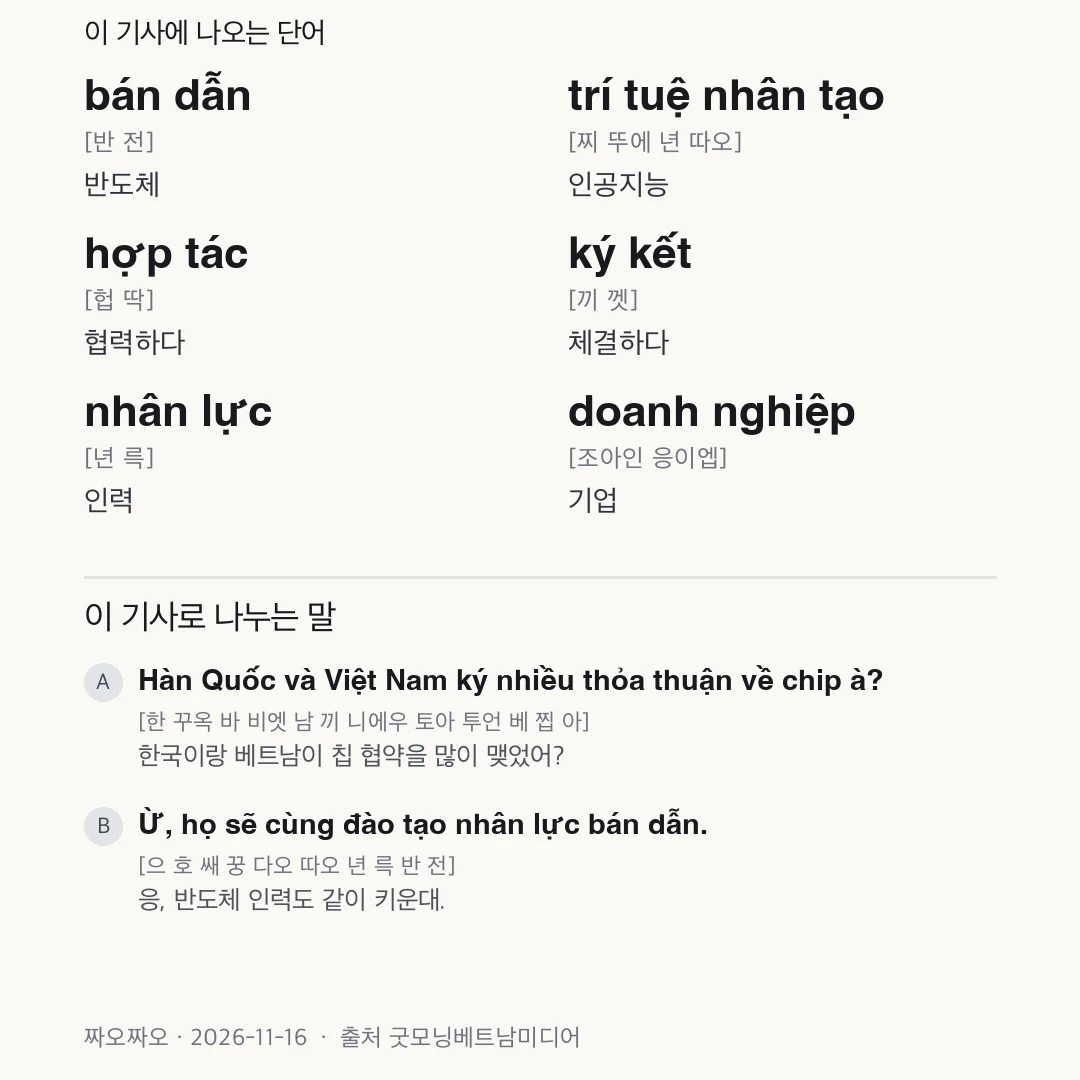 이 기사에 나오는 단어
bán dẫn
[반 전]
반도체
trí tuệ nhân tạo
[찌 뚜에 년 따오]
인공지능
hợp tác
[헙 딱]
협력하다
ký kết
[끼 껫]
체결하다
nhân lực
[년 륵]
인력
doanh nghiệp
[조아인 응이엡]
기업
이 기사로 나누는 말
A Hàn Quốc và Việt Nam ký nhiều thỏa thuận về chip à?
[한 꾸옥 바 비엣 남 끼 니에우 토아 투언 베 찝 아]
한국이랑 베트남이 칩 협약을 많이 맺었어?
B Ừ, họ sẽ cùng đào tạo nhân lực bán dẫn.
[으 호 쌔 꿍 다오 따오 년 륵 반 전]
응, 반도체 인력도 같이 키운대.
짜오짜오 · 2026-11-16 · 출처 굿모닝베트남미디어